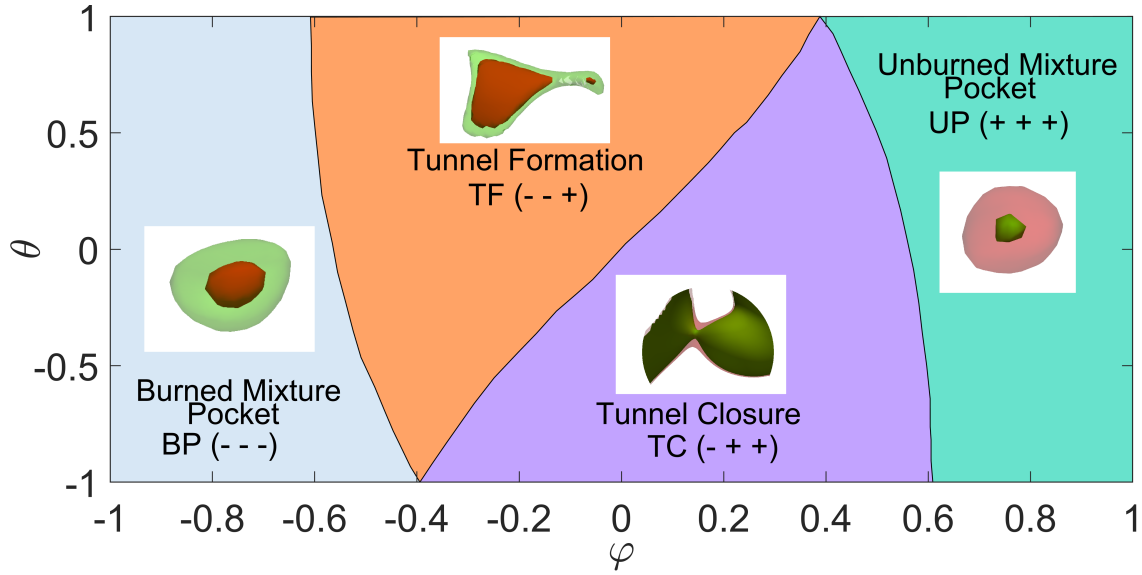 1
0.5
0
-0.5
-1
θ
Unburned Mixture
Pocket
UP (+ + +)
Tunnel Formation
TF (- - +)
Burned Mixture
Pocket
BP (- - -)
Tunnel Closure
TC (- + +)
-1 -0.8 -0.6 -0.4 -0.2 0 0.2 0.4 0.6 0.8 1
φ